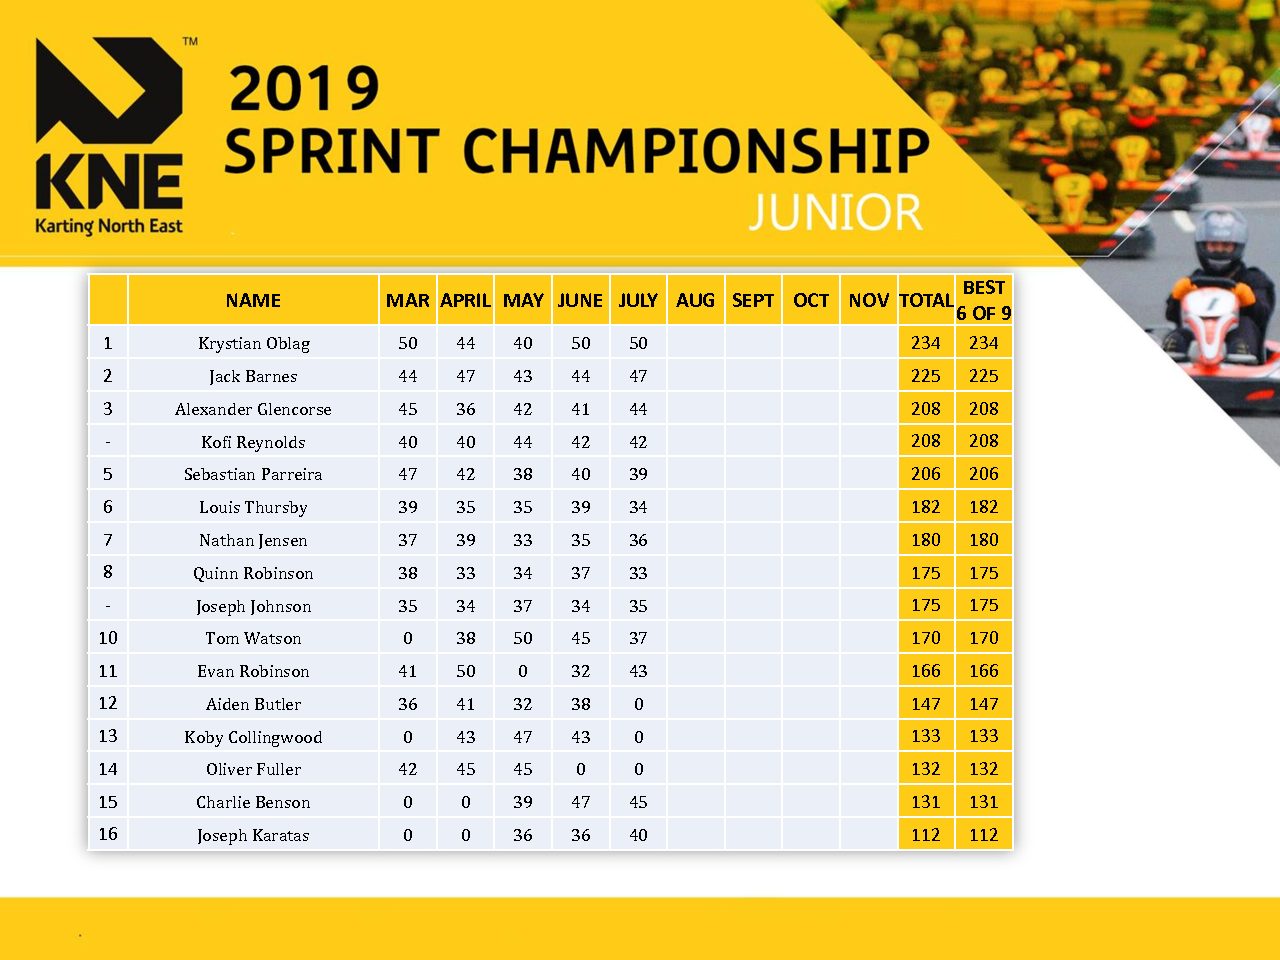 TM
KNE
Karting North East
2019
SPRINT CHAMPIONSHIP
JUNIOR
NAME MAR APRIL MAY JUNE JULY AUG SEPT OCT NOV TOTAL BEST 6 OF 9
1 Krystian Oblag 50 44 40 50 50 234 234
2 Jack Barnes 44 47 43 44 47 225 225
3 Alexander Glencorse 45 36 42 41 44 208 208
- Kofi Reynolds 40 40 44 42 42 208 208
5 Sebastian Parreira 47 42 38 40 39 206 206
6 Louis Thursby 39 35 35 39 34 182 182
7 Nathan Jensen 37 39 33 35 36 180 180
8 Quinn Robinson 38 33 34 37 33 175 175
- Joseph Johnson 35 34 37 34 35 175 175
10 Tom Watson 0 38 50 45 37 170 170
11 Evan Robinson 41 50 0 32 43 166 166
12 Aiden Butler 36 41 32 38 0 147 147
13 Koby Collingwood 0 43 47 43 0 133 133
14 Oliver Fuller 42 45 45 0 0 132 132
15 Charlie Benson 0 0 39 47 45 131 131
16 Joseph Karatas 0 0 36 36 40 112 112